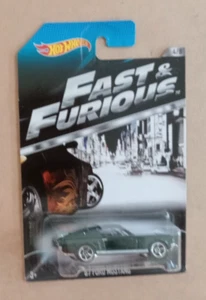 Hot Wheels
FAST &
FURIOUS
'67 FORD MUSTANG